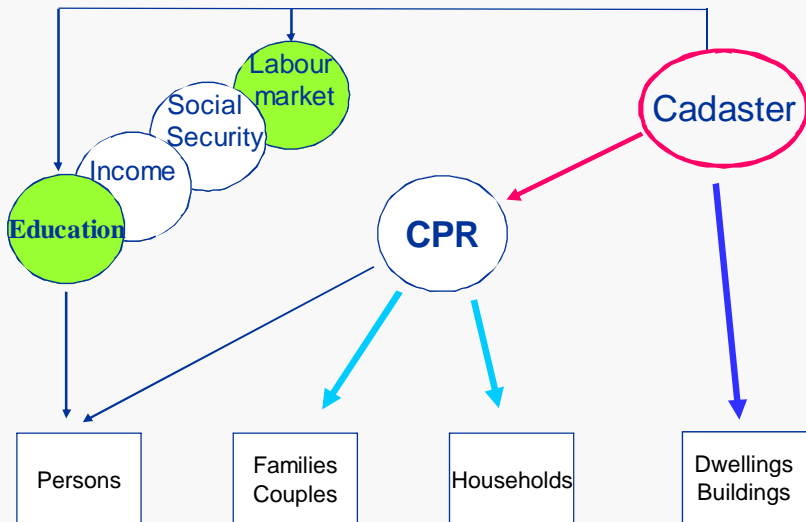 Labour
market
Social
Security
Cadaster
Income
Education
CPR
Persons
Families
Couples
Households
Dwellings
Buildings